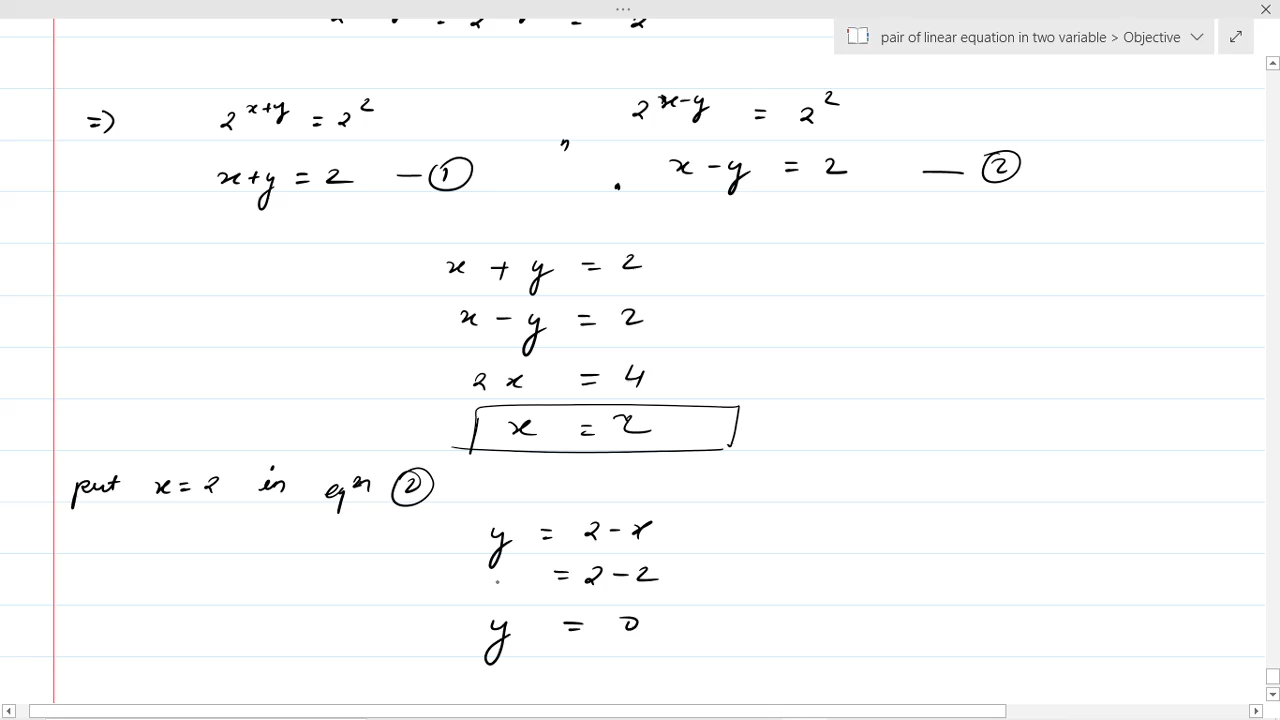 pair of linear equation in two variable > Objective
=) 2^{x+y} = 2^2 , 2^{x-y} = 2^2
x+y = 2 — ① x - y = 2 — ②
x + y = 2
x - y = 2
2x = 4
x = 2
put x = 2 in eqn ②
y = 2 - x
= 2 - 2
y = 0